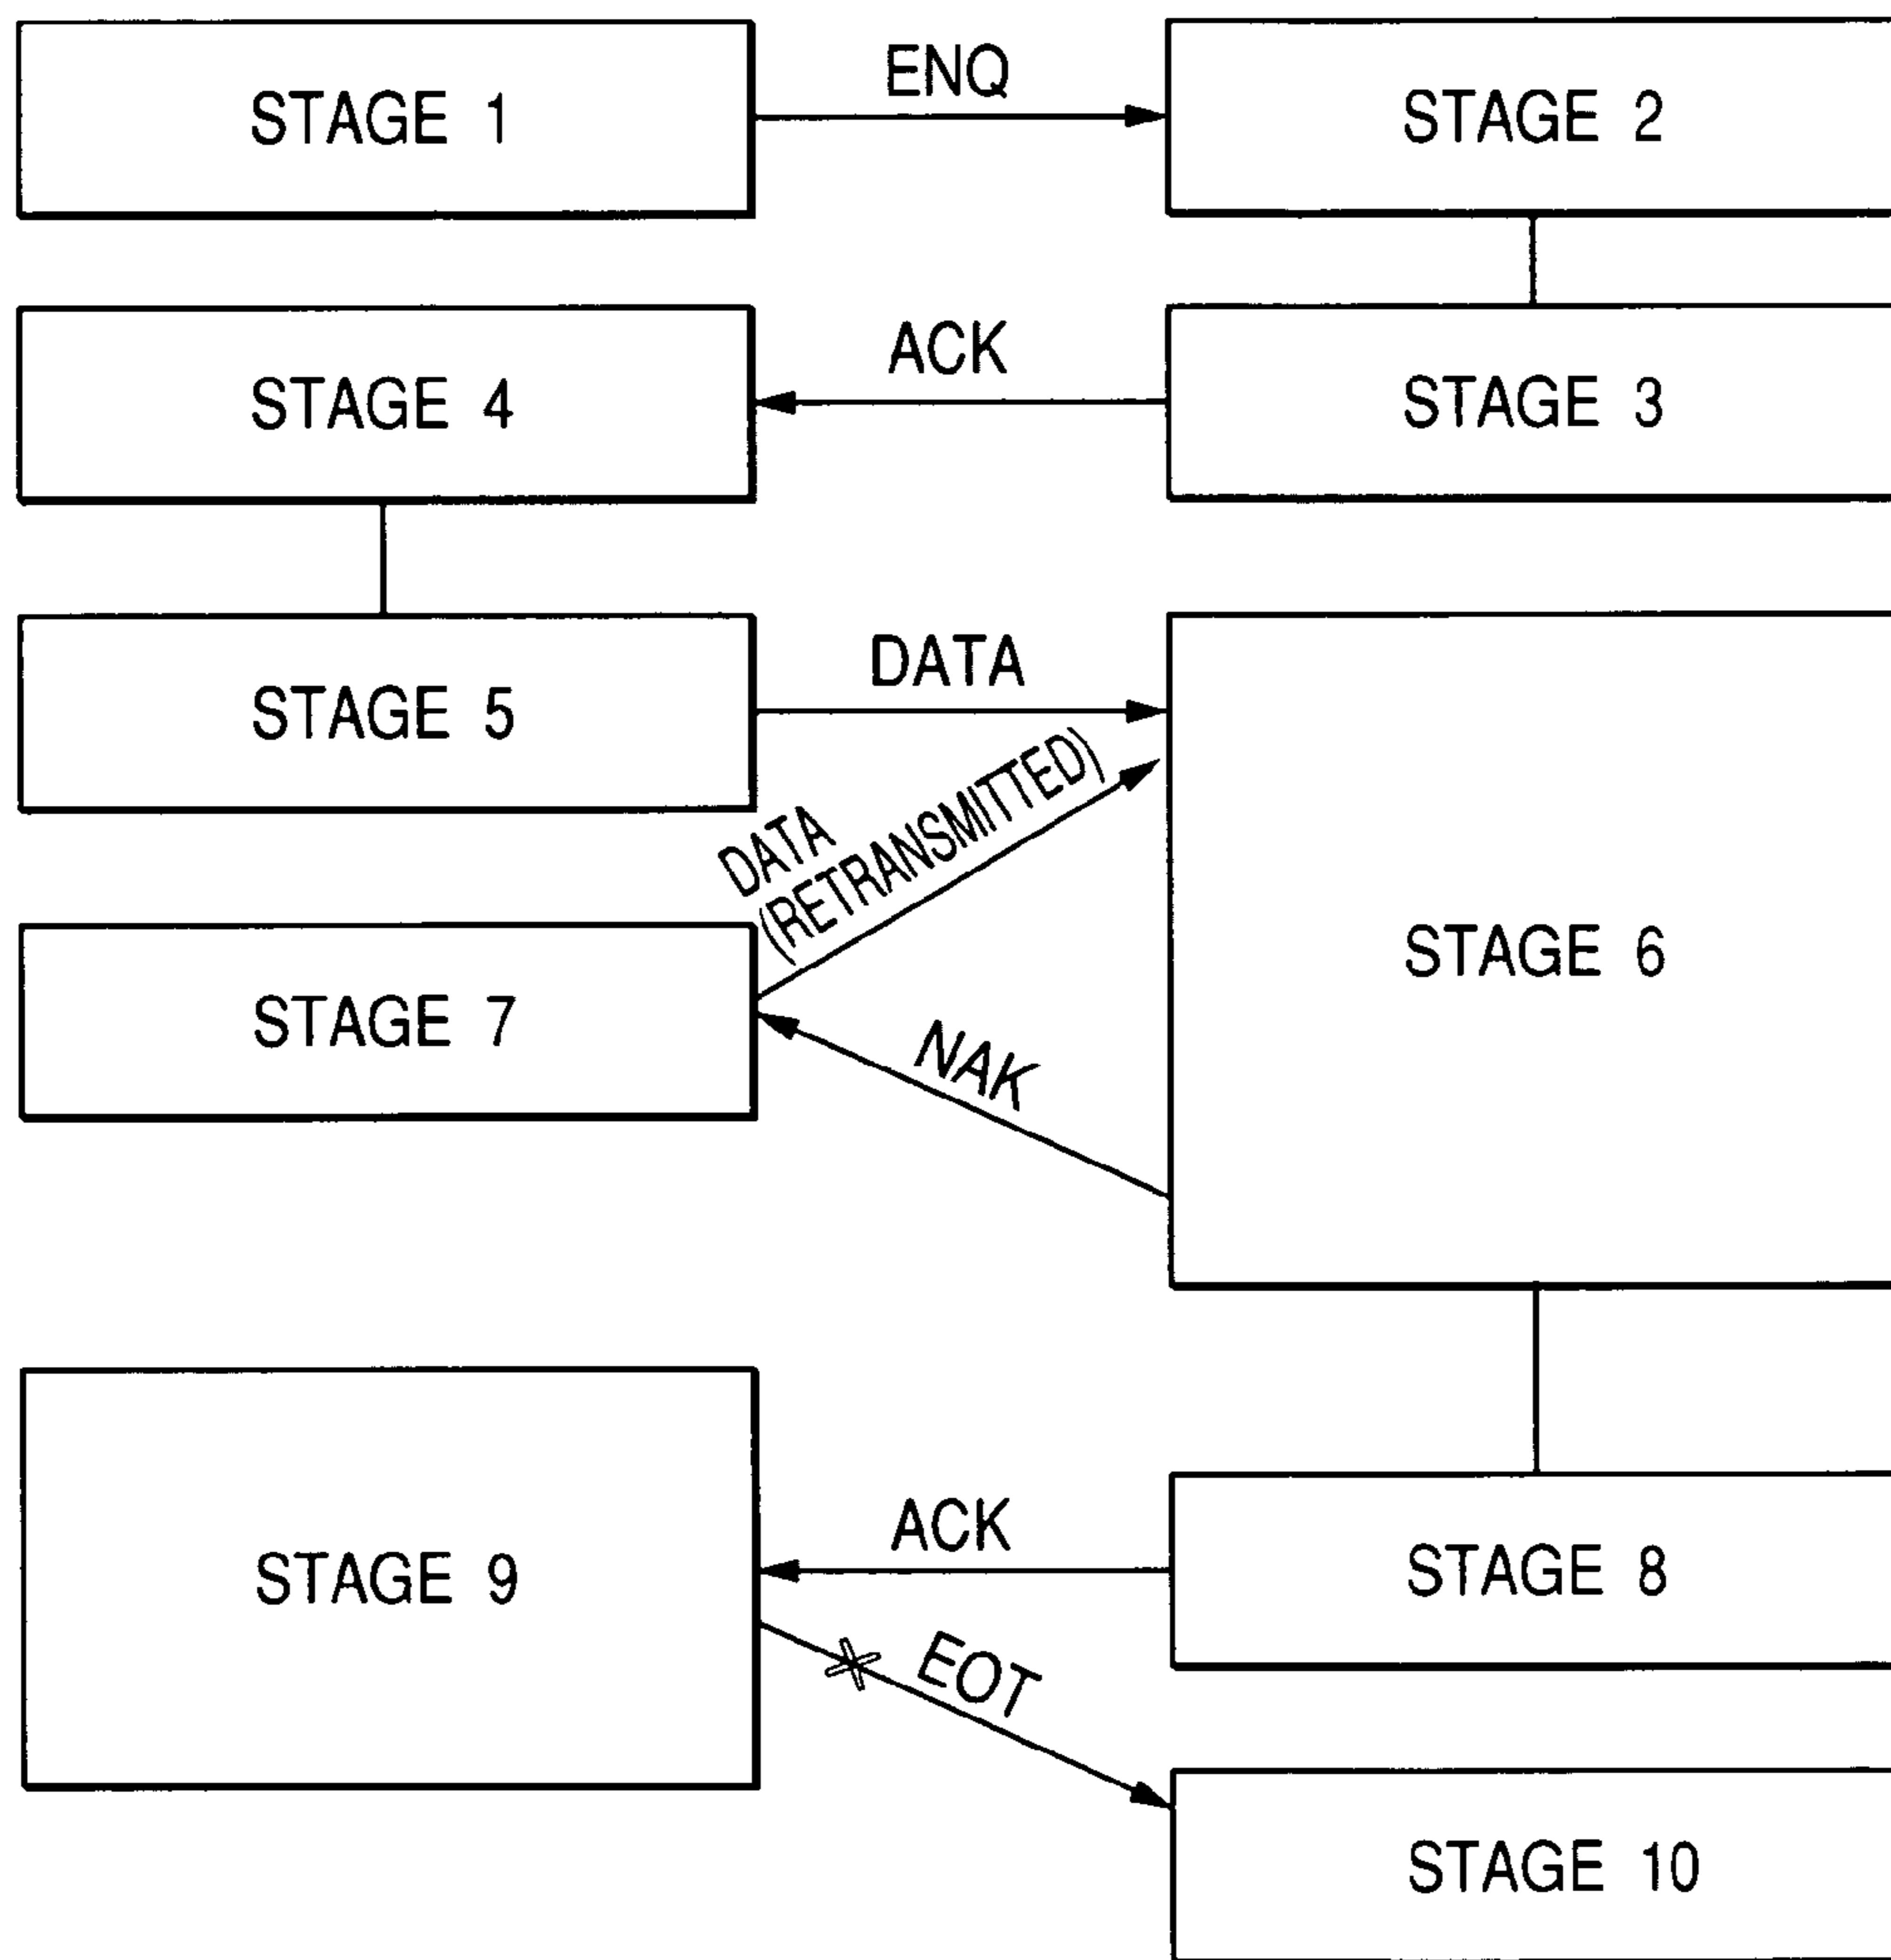 STAGE 1
ENQ
STAGE 2
STAGE 4
ACK
STAGE 3
STAGE 5
DATA
DATA
(RETRANSMITTED)
STAGE 6
STAGE 7
NAK
STAGE 9
ACK
STAGE 8
EOT
STAGE 10